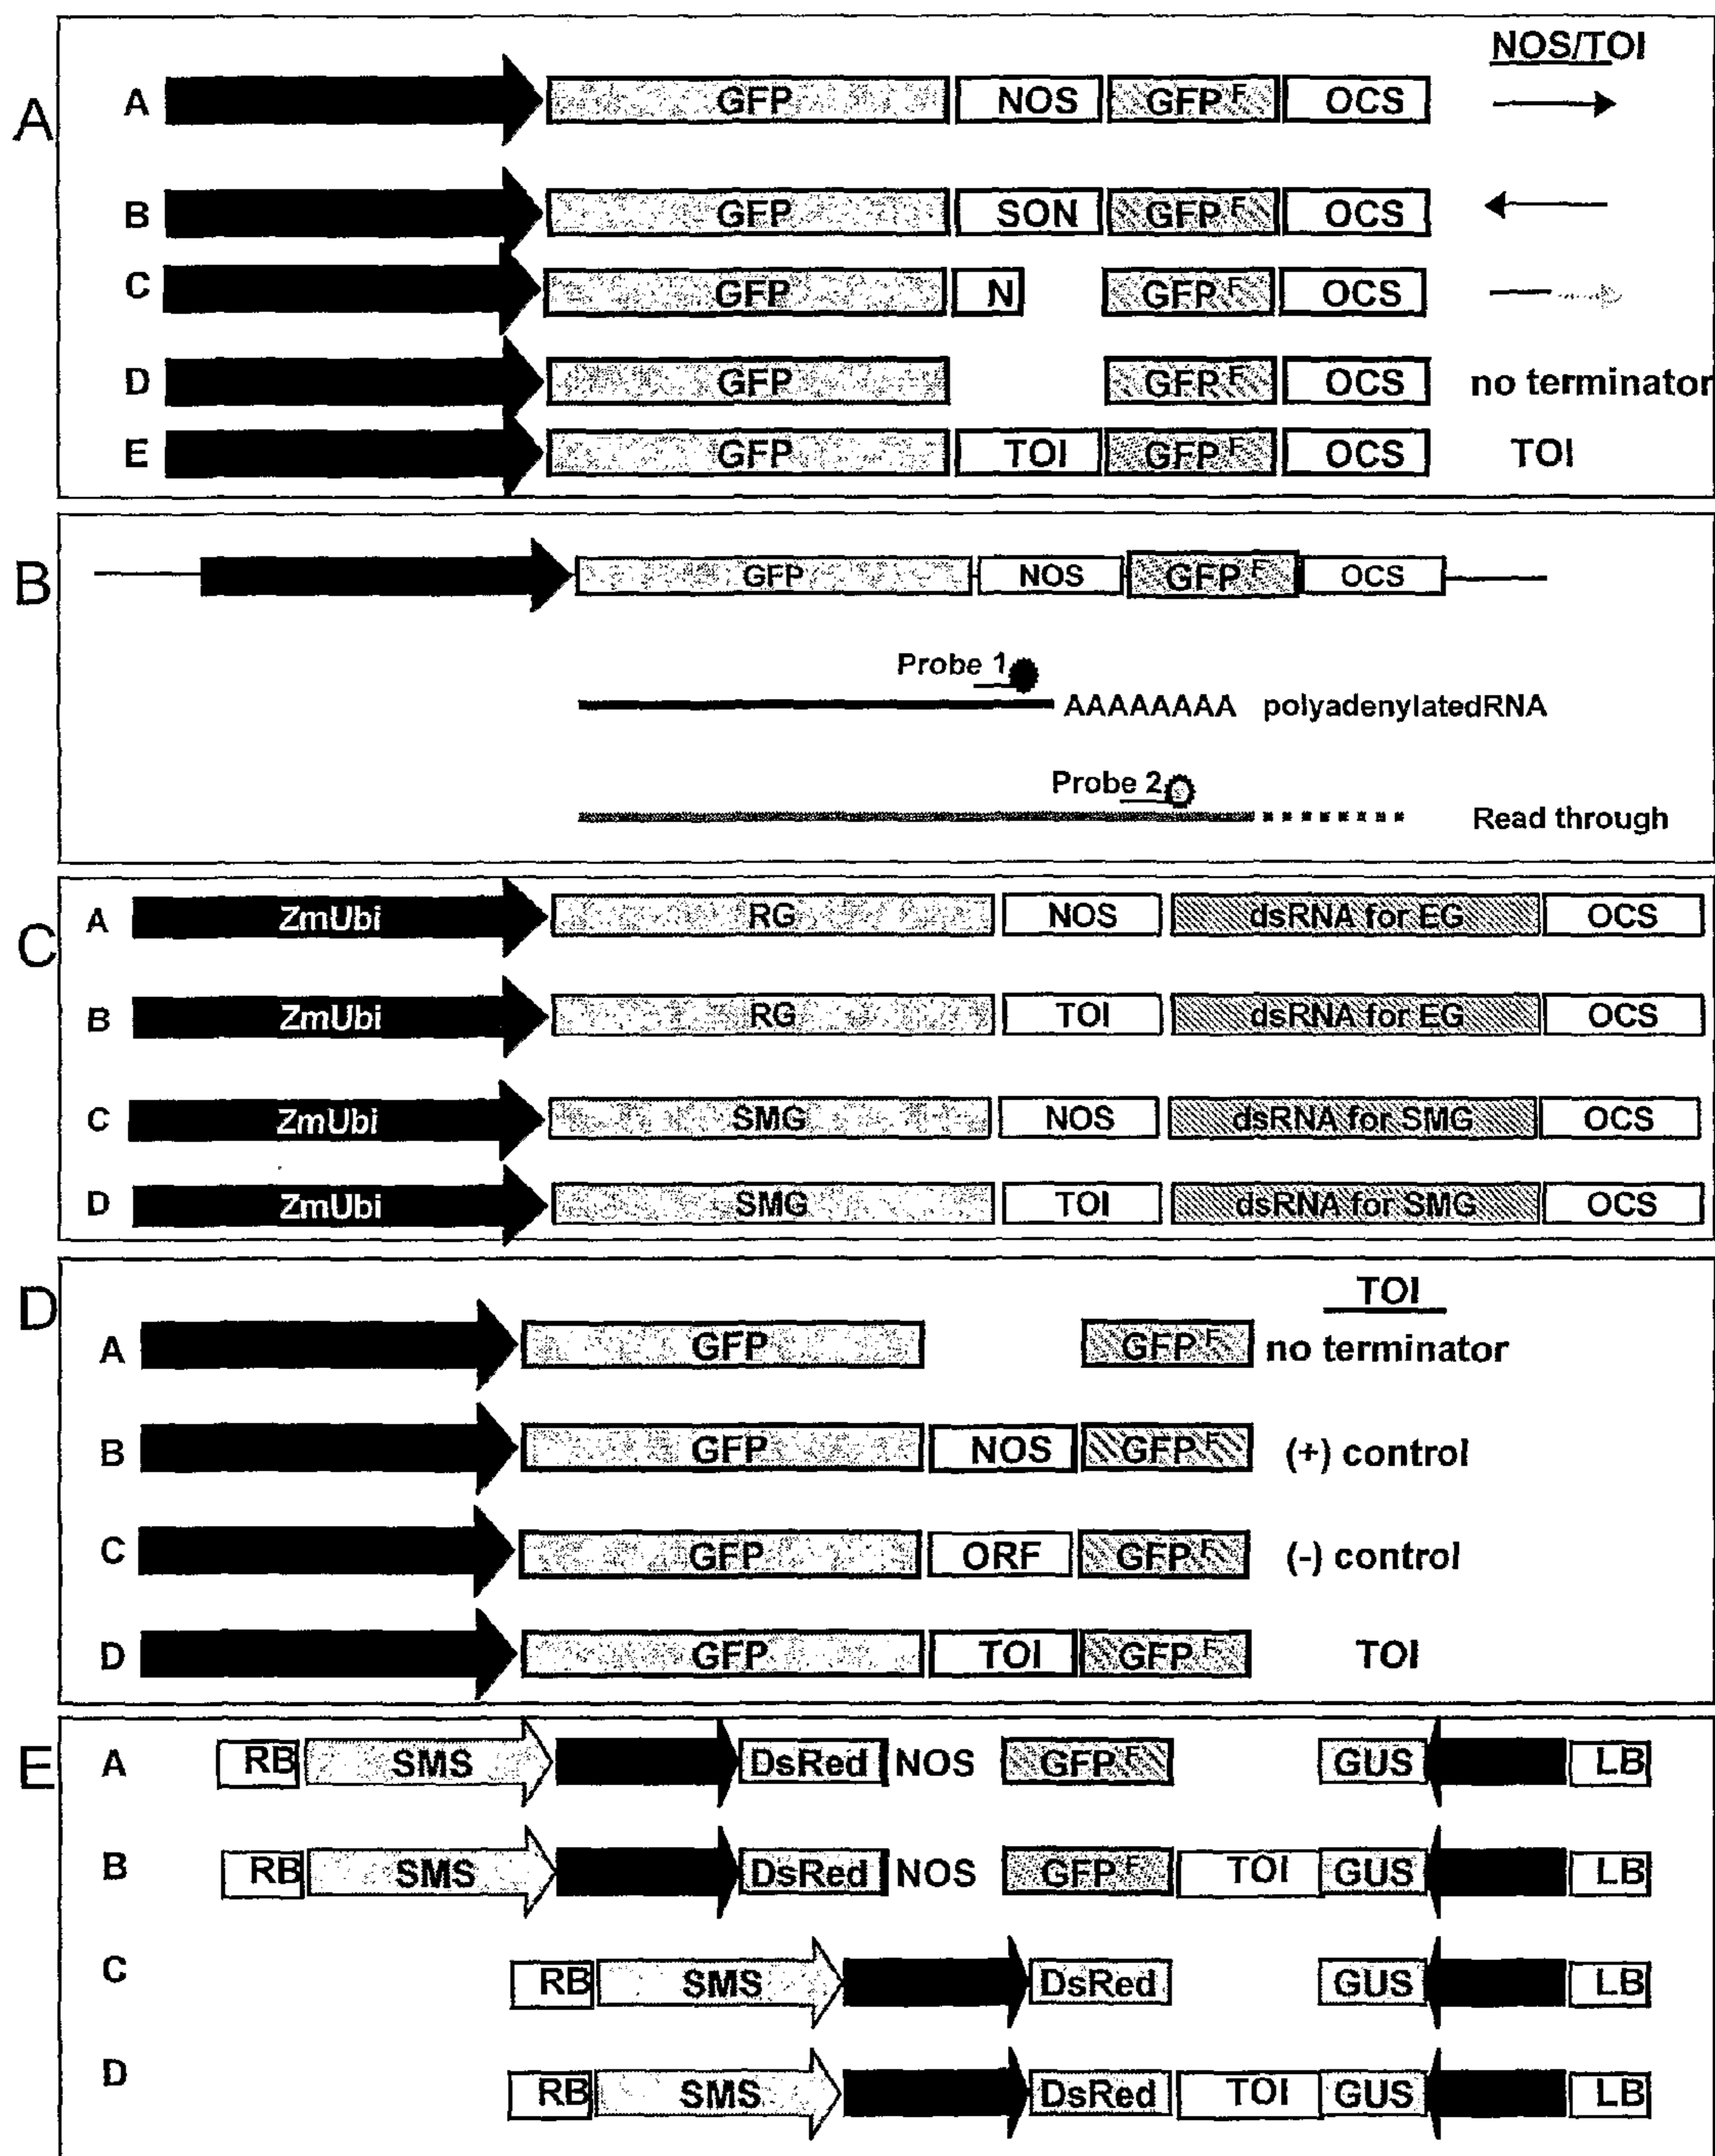 NOS/TOI
A
A GFP NOS GFP F OCS
B GFP SON GFP F OCS
C GFP N GFP F OCS
D GFP GFP F OCS no terminator
E GFP TOI GFP F OCS TOI
B
GFP NOS GFP F OCS
Probe 1
AAAAAAAA polyadenylatedRNA
Probe 2
Read through
C
A ZmUbi RG NOS dsRNA for EG OCS
B ZmUbi RG TOI dsRNA for EG OCS
C ZmUbi SMG NOS dsRNA for SMG OCS
D ZmUbi SMG TOI dsRNA for SMG OCS
D
TOI
A GFP GFP F no terminator
B GFP NOS GFP F (+) control
C GFP ORF GFP F (-) control
D GFP TOI GFP F TOI
E
A RB SMS DsRed NOS GFP F GUS LB
B RB SMS DsRed NOS GFP F TOI GUS LB
C RB SMS DsRed GUS LB
D RB SMS DsRed TOI GUS LB